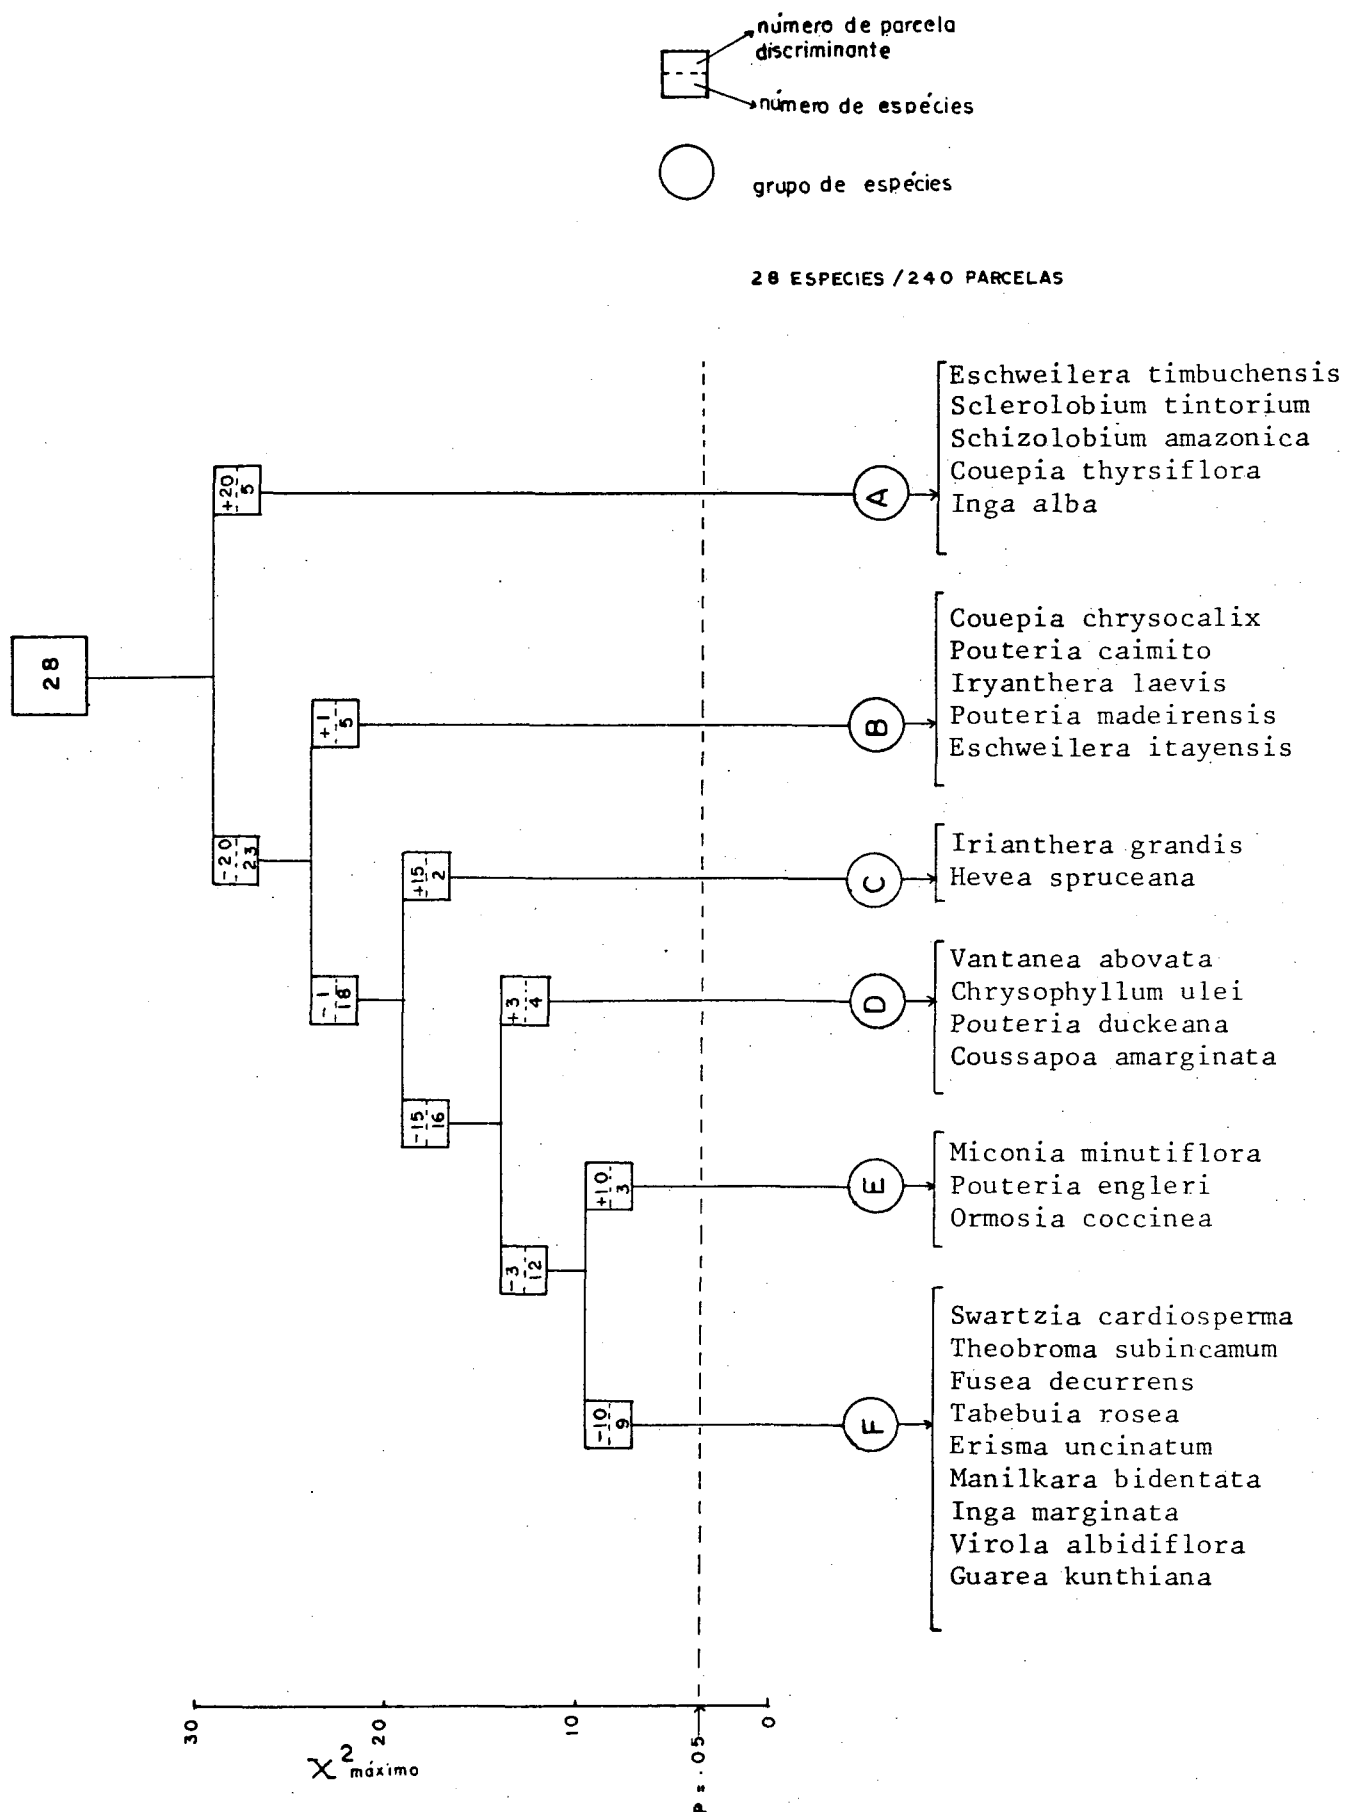 número de parcela
discriminante
número de espécies
grupo de espécies
28 ESPECIES / 240 PARCELAS
28
+20
5
A
Eschweilera timbuchensis
Sclerolobium tintorium
Schizolobium amazonica
Couepia thyrsiflora
Inga alba
-20
23
+1
5
B
Couepia chrysocalix
Pouteria caimito
Iryanthera laevis
Pouteria madeirensis
Eschweilera itayensis
-1
18
+15
2
C
Irianthera grandis
Hevea spruceana
-15
16
+3
4
D
Vantanea abovata
Chrysophyllum ulei
Pouteria duckeana
Coussapoa amarginata
-3
12
+10
3
E
Miconia minutiflora
Pouteria engleri
Ormosia coccinea
-10
9
F
Swartzia cardiosperma
Theobroma subincamum
Fusea decurrens
Tabebuia rosea
Erisma uncinatum
Manilkara bidentata
Inga marginata
Virola albidiflora
Guarea kunthiana
30
20
10
0
X² máximo
P = .05